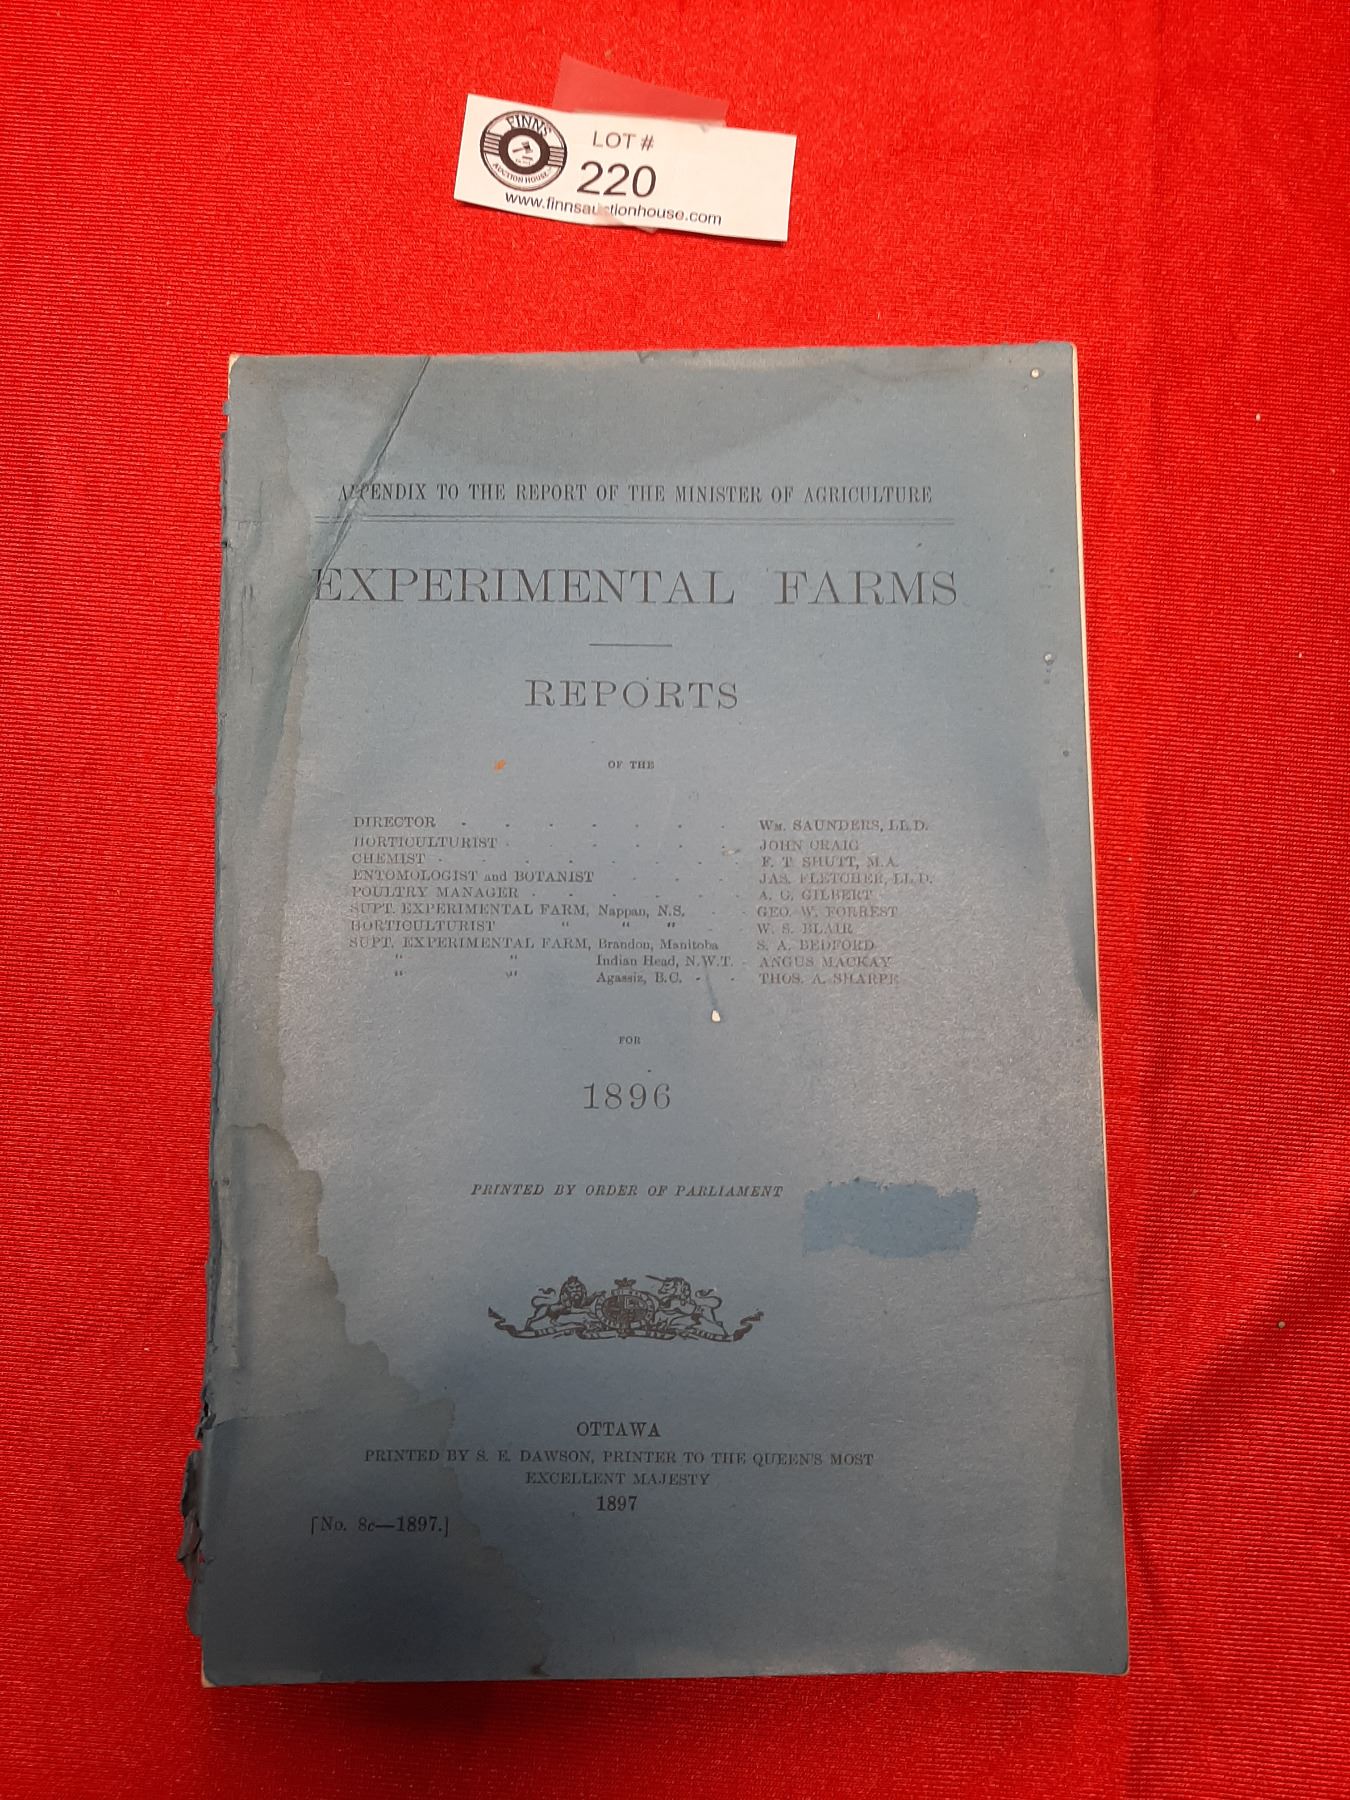 FINNS
AUCTION HOUSE
LOT #
220
www.finnsauctionhouse.com
APPENDIX TO THE REPORT OF THE MINISTER OF AGRICULTURE
EXPERIMENTAL FARMS
REPORTS
OF THE
DIRECTOR - - - - - - - WM. SAUNDERS, LL.D.
HORTICULTURIST - - - - - - JOHN CRAIG
CHEMIST - - - - - - - F. T. SHUTT, M.A.
ENTOMOLOGIST and BOTANIST - - - - JAS. FLETCHER, LL.D.
POULTRY MANAGER - - - - - - A. G. GILBERT
SUPT. EXPERIMENTAL FARM, Nappan, N.S. - - GEO. W. FORREST
HORTICULTURIST " " " - - W. S. BLAIR
SUPT. EXPERIMENTAL FARM, Brandon, Manitoba - S. A. BEDFORD
" " Indian Head, N.W.T. - ANGUS MACKAY
" " Agassiz, B.C. - - THOS. A. SHARPE
FOR
1896
PRINTED BY ORDER OF PARLIAMENT
OTTAWA
PRINTED BY S. E. DAWSON, PRINTER TO THE QUEEN'S MOST
EXCELLENT MAJESTY
1897
[No. 8c—1897.]